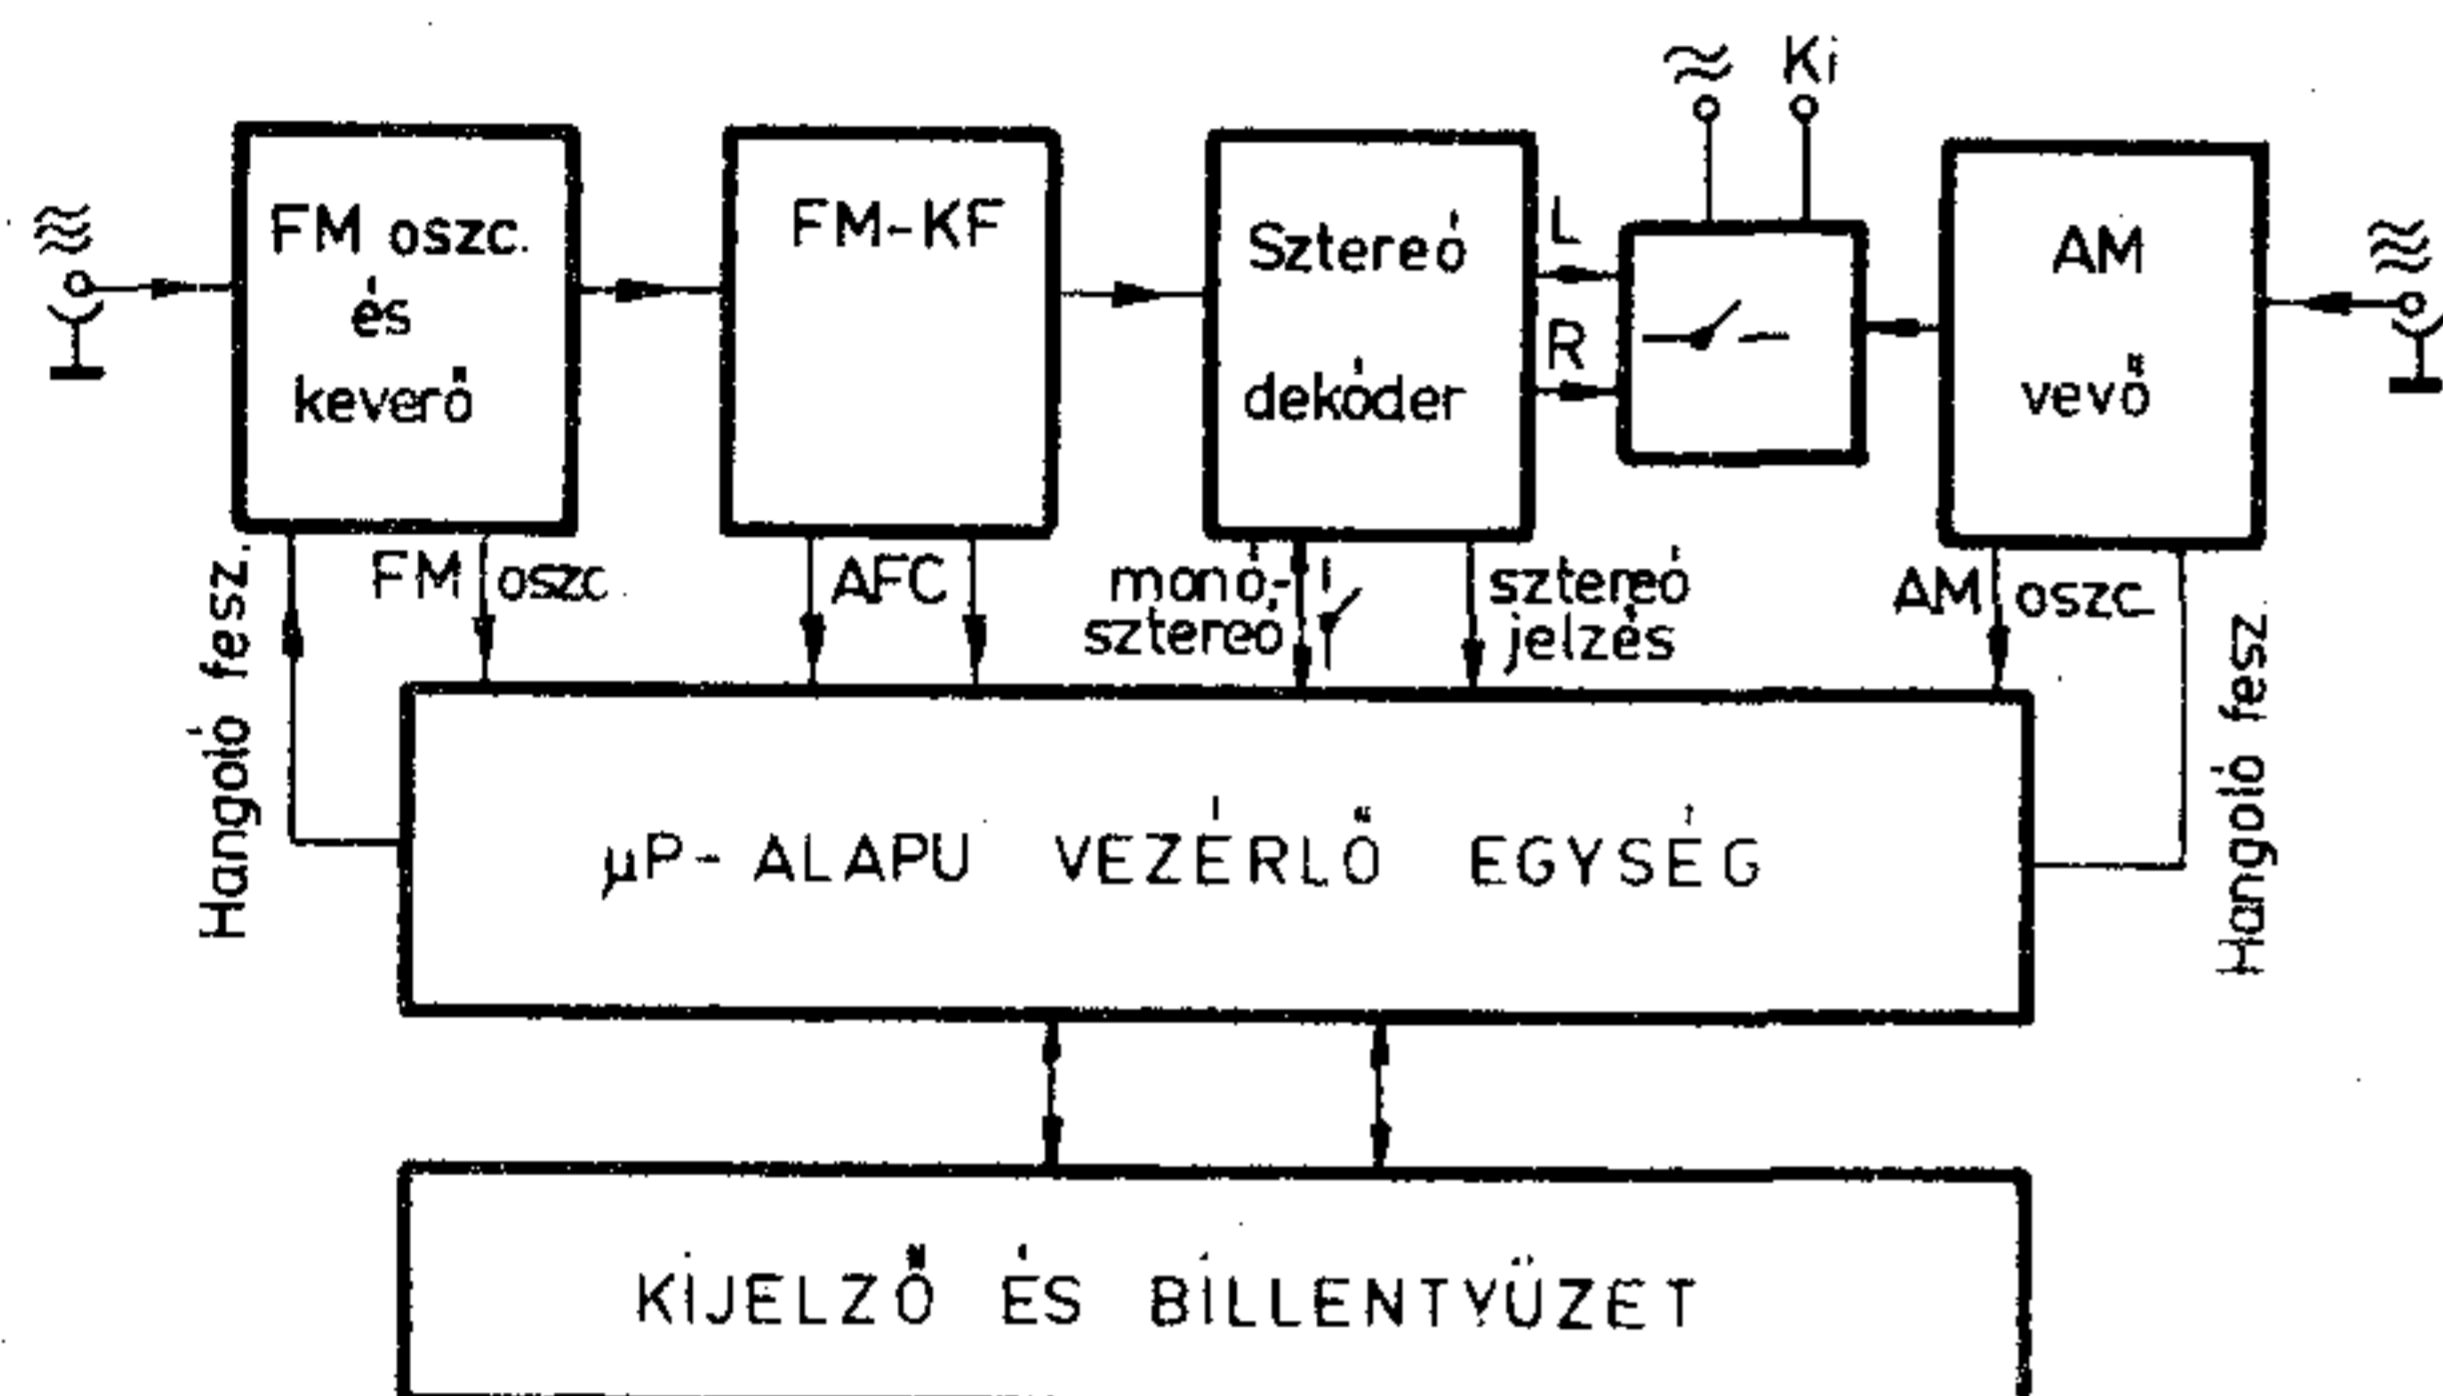 Ki
FM oszc.
és
keverő
FM-KF
Sztereó
dekóder
L
R
AM
vevő
Hangoló fesz.
FM oszc
AFC
monó-
sztereó
sztereó
jelzés
AM oszc.
Hangoló fesz.
µP- ALAPU VEZÉRLŐ EGYSÉG
KIJELZŐ ÉS BILLENTYŰZET